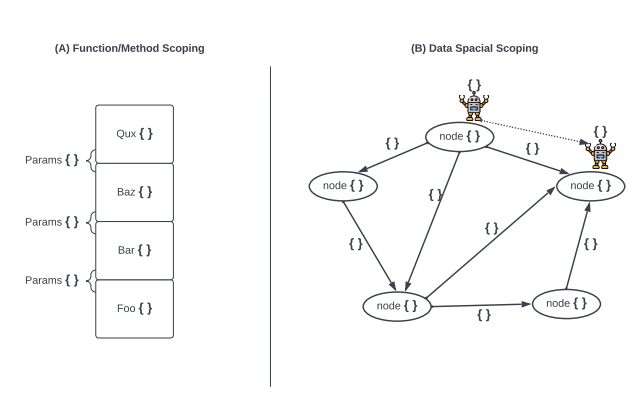 (A) Function/Method Scoping
Qux { }
Params { }
Baz { }
Params { }
Bar { }
Params { }
Foo { }
(B) Data Spacial Scoping
{ }
{ }
node { }
{ }
{ }
node { }
{ }
node { }
{ }
{ }
{ }
node { }
{ }
node { }
{ }